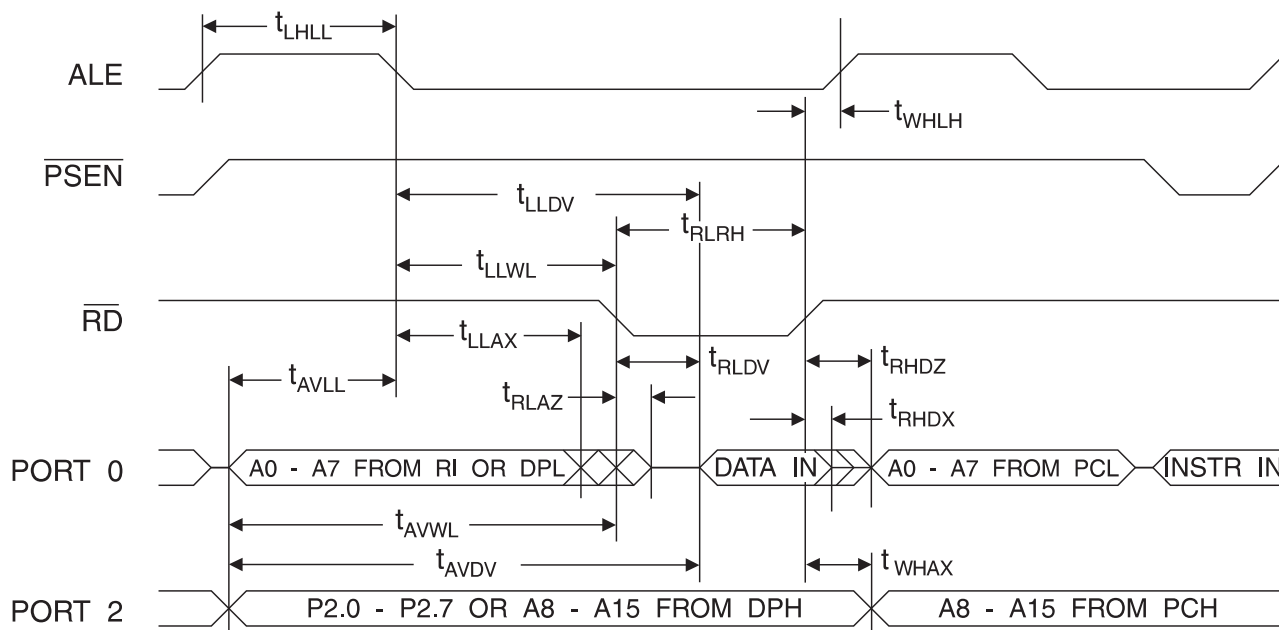 tLHLL
ALE
tWHLH
PSEN
tLLDV
tRLRH
tLLWL
RD
tLLAX
tRLDV
tRHDZ
tAVLL
tRLAZ
tRHDX
PORT 0
A0 - A7 FROM RI OR DPL
DATA IN
A0 - A7 FROM PCL
INSTR IN
tAVWL
tAVDV
tWHAX
PORT 2
P2.0 - P2.7 OR A8 - A15 FROM DPH
A8 - A15 FROM PCH